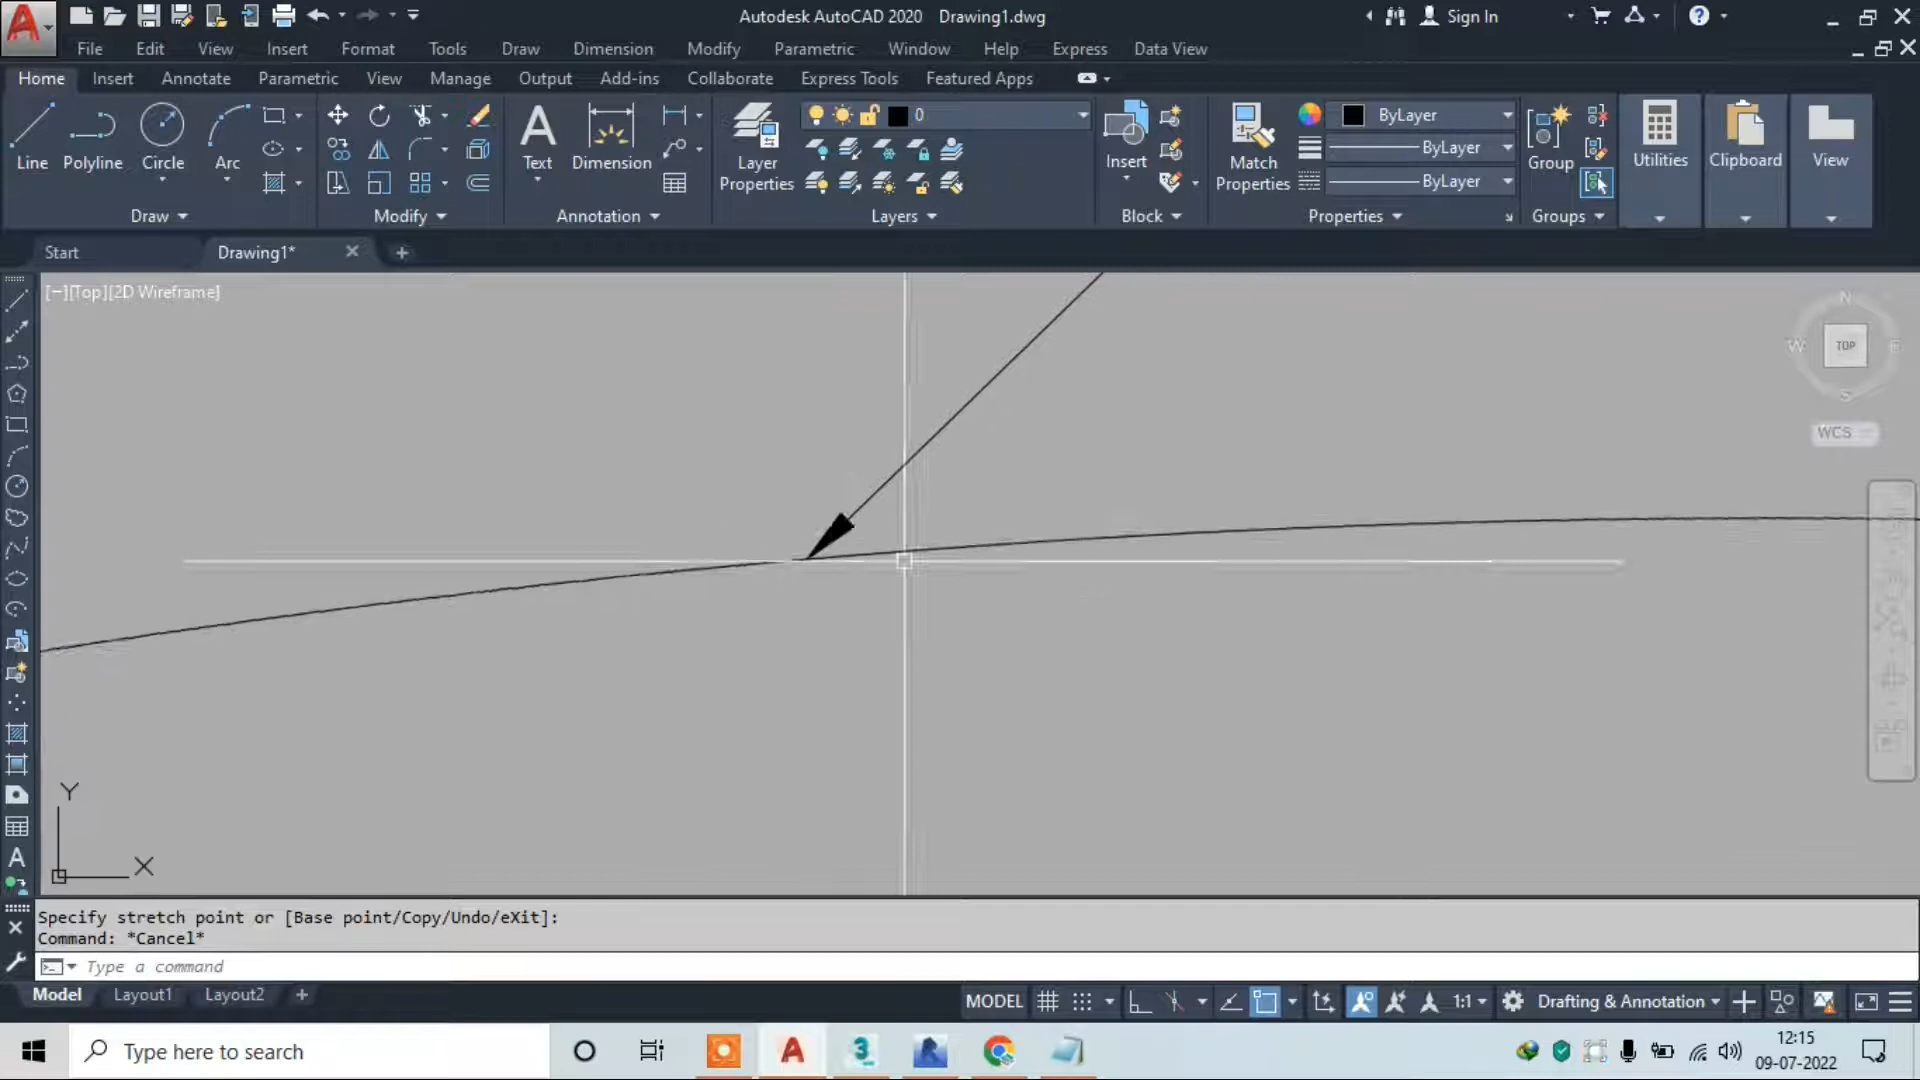 Autodesk AutoCAD 2020 Drawing1.dwg
Sign In
File Edit View Insert Format Tools Draw Dimension Modify Parametric Window Help Express Data View
Home Insert Annotate Parametric View Manage Output Add-ins Collaborate Express Tools Featured Apps
Line Polyline Circle Arc
Draw
Modify
Text Dimension
Annotation
Layer Properties
0
Layers
Insert
Block
Match Properties
ByLayer
ByLayer
ByLayer
Properties
Group
Groups
Utilities
Clipboard
View
Start Drawing1*
[−][Top][2D Wireframe]
N
W TOP E
S
WCS
Y
X
Specify stretch point or [Base point/Copy/Undo/eXit]:
Command: *Cancel*
Type a command
Model Layout1 Layout2
MODEL 1:1 Drafting & Annotation
Type here to search
12:15
09-07-2022